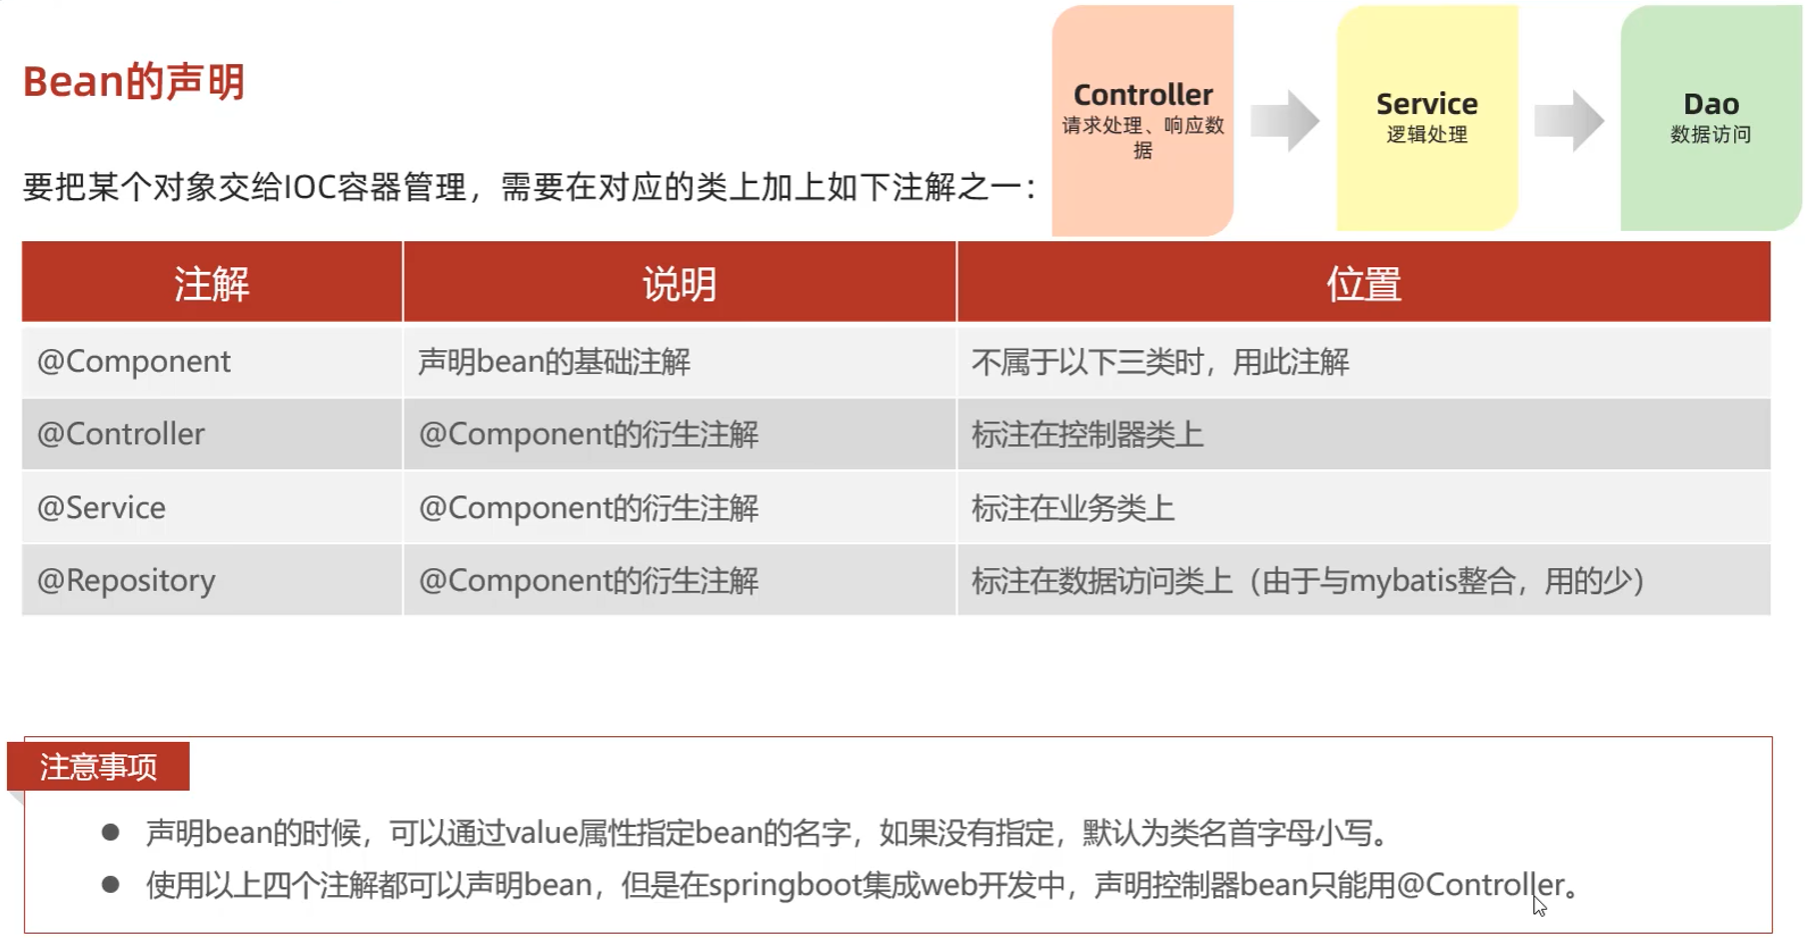 Bean的声明
Controller
请求处理、响应数
据
Service
逻辑处理
Dao
数据访问
要把某个对象交给IOC容器管理，需要在对应的类上加上如下注解之一：
注解 说明 位置
@Component 声明bean的基础注解 不属于以下三类时，用此注解
@Controller @Component的衍生注解 标注在控制器类上
@Service @Component的衍生注解 标注在业务类上
@Repository @Component的衍生注解 标注在数据访问类上（由于与mybatis整合，用的少）
注意事项
● 声明bean的时候，可以通过value属性指定bean的名字，如果没有指定，默认为类名首字母小写。
● 使用以上四个注解都可以声明bean，但是在springboot集成web开发中，声明控制器bean只能用@Controller。